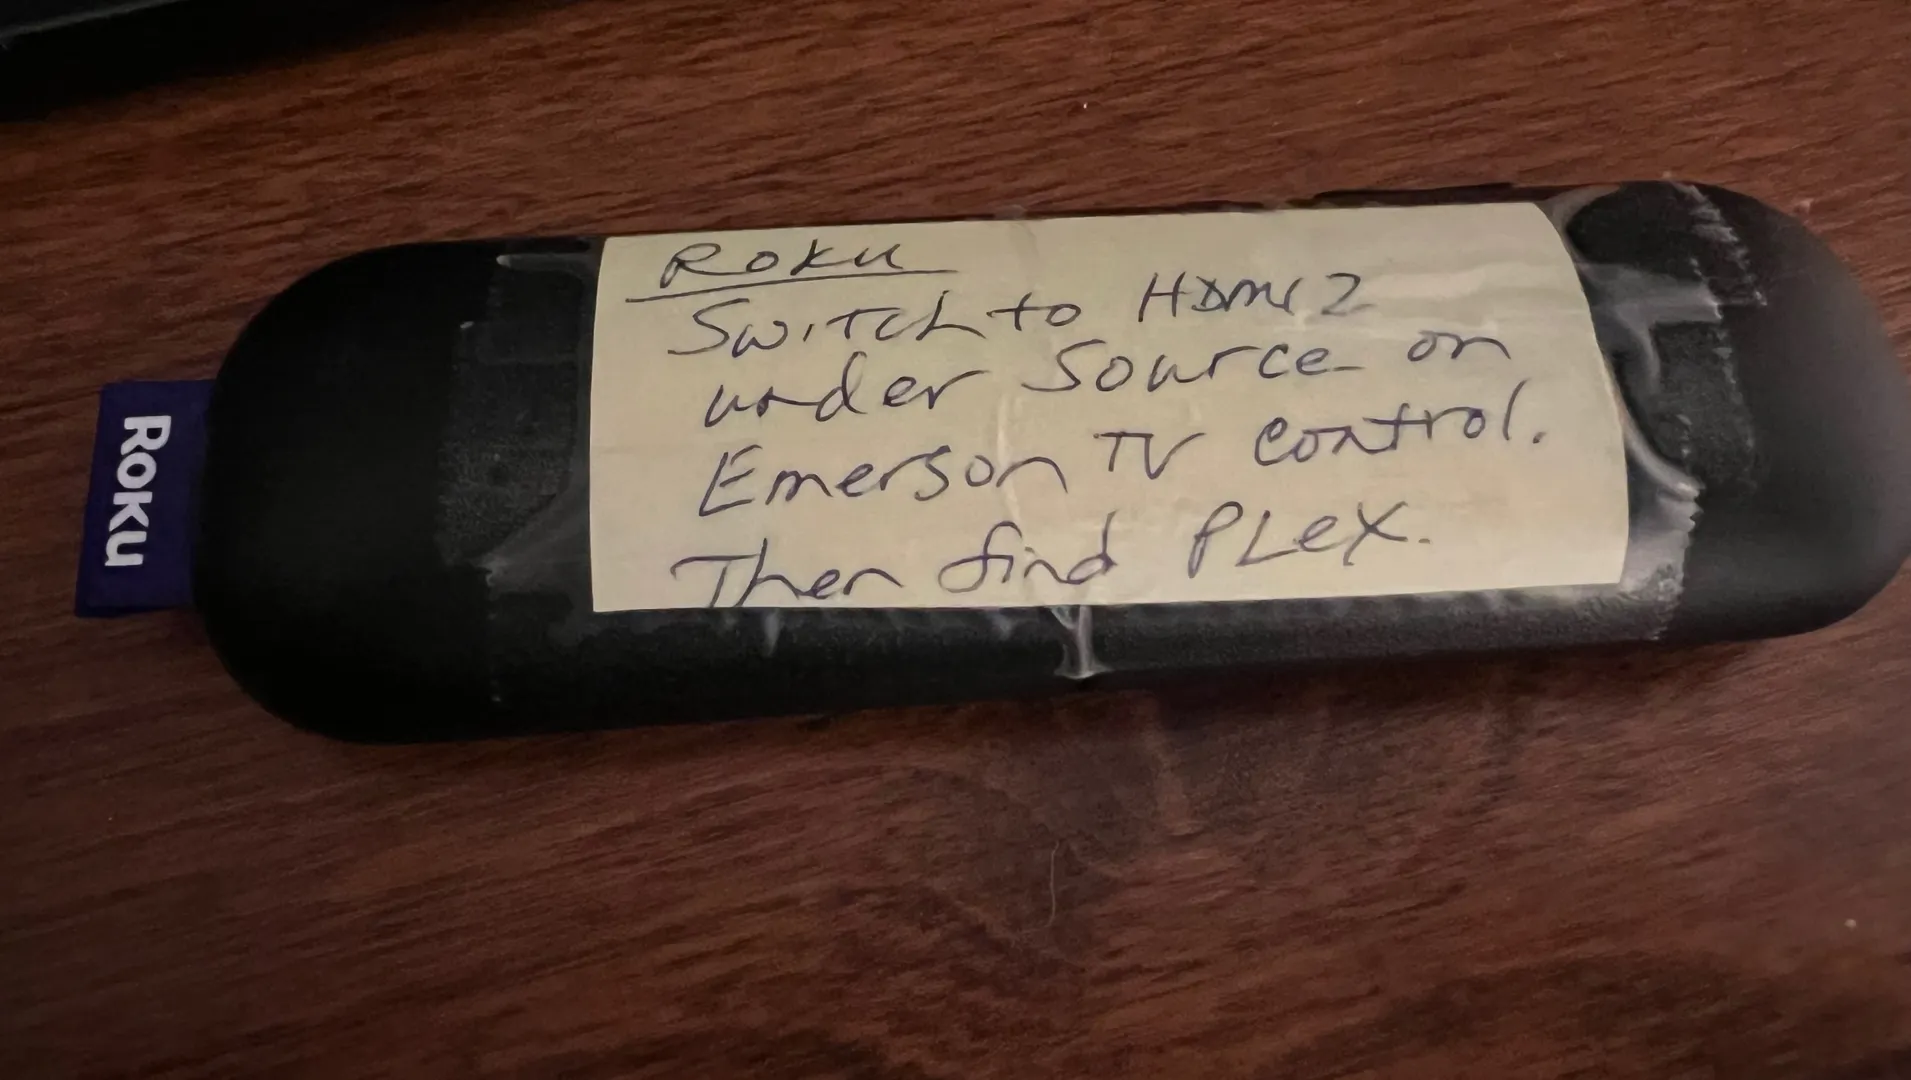 Roku
Switch to HDMI 2
under Source on
Emerson TV control.
Then find PLeX.
ROKU